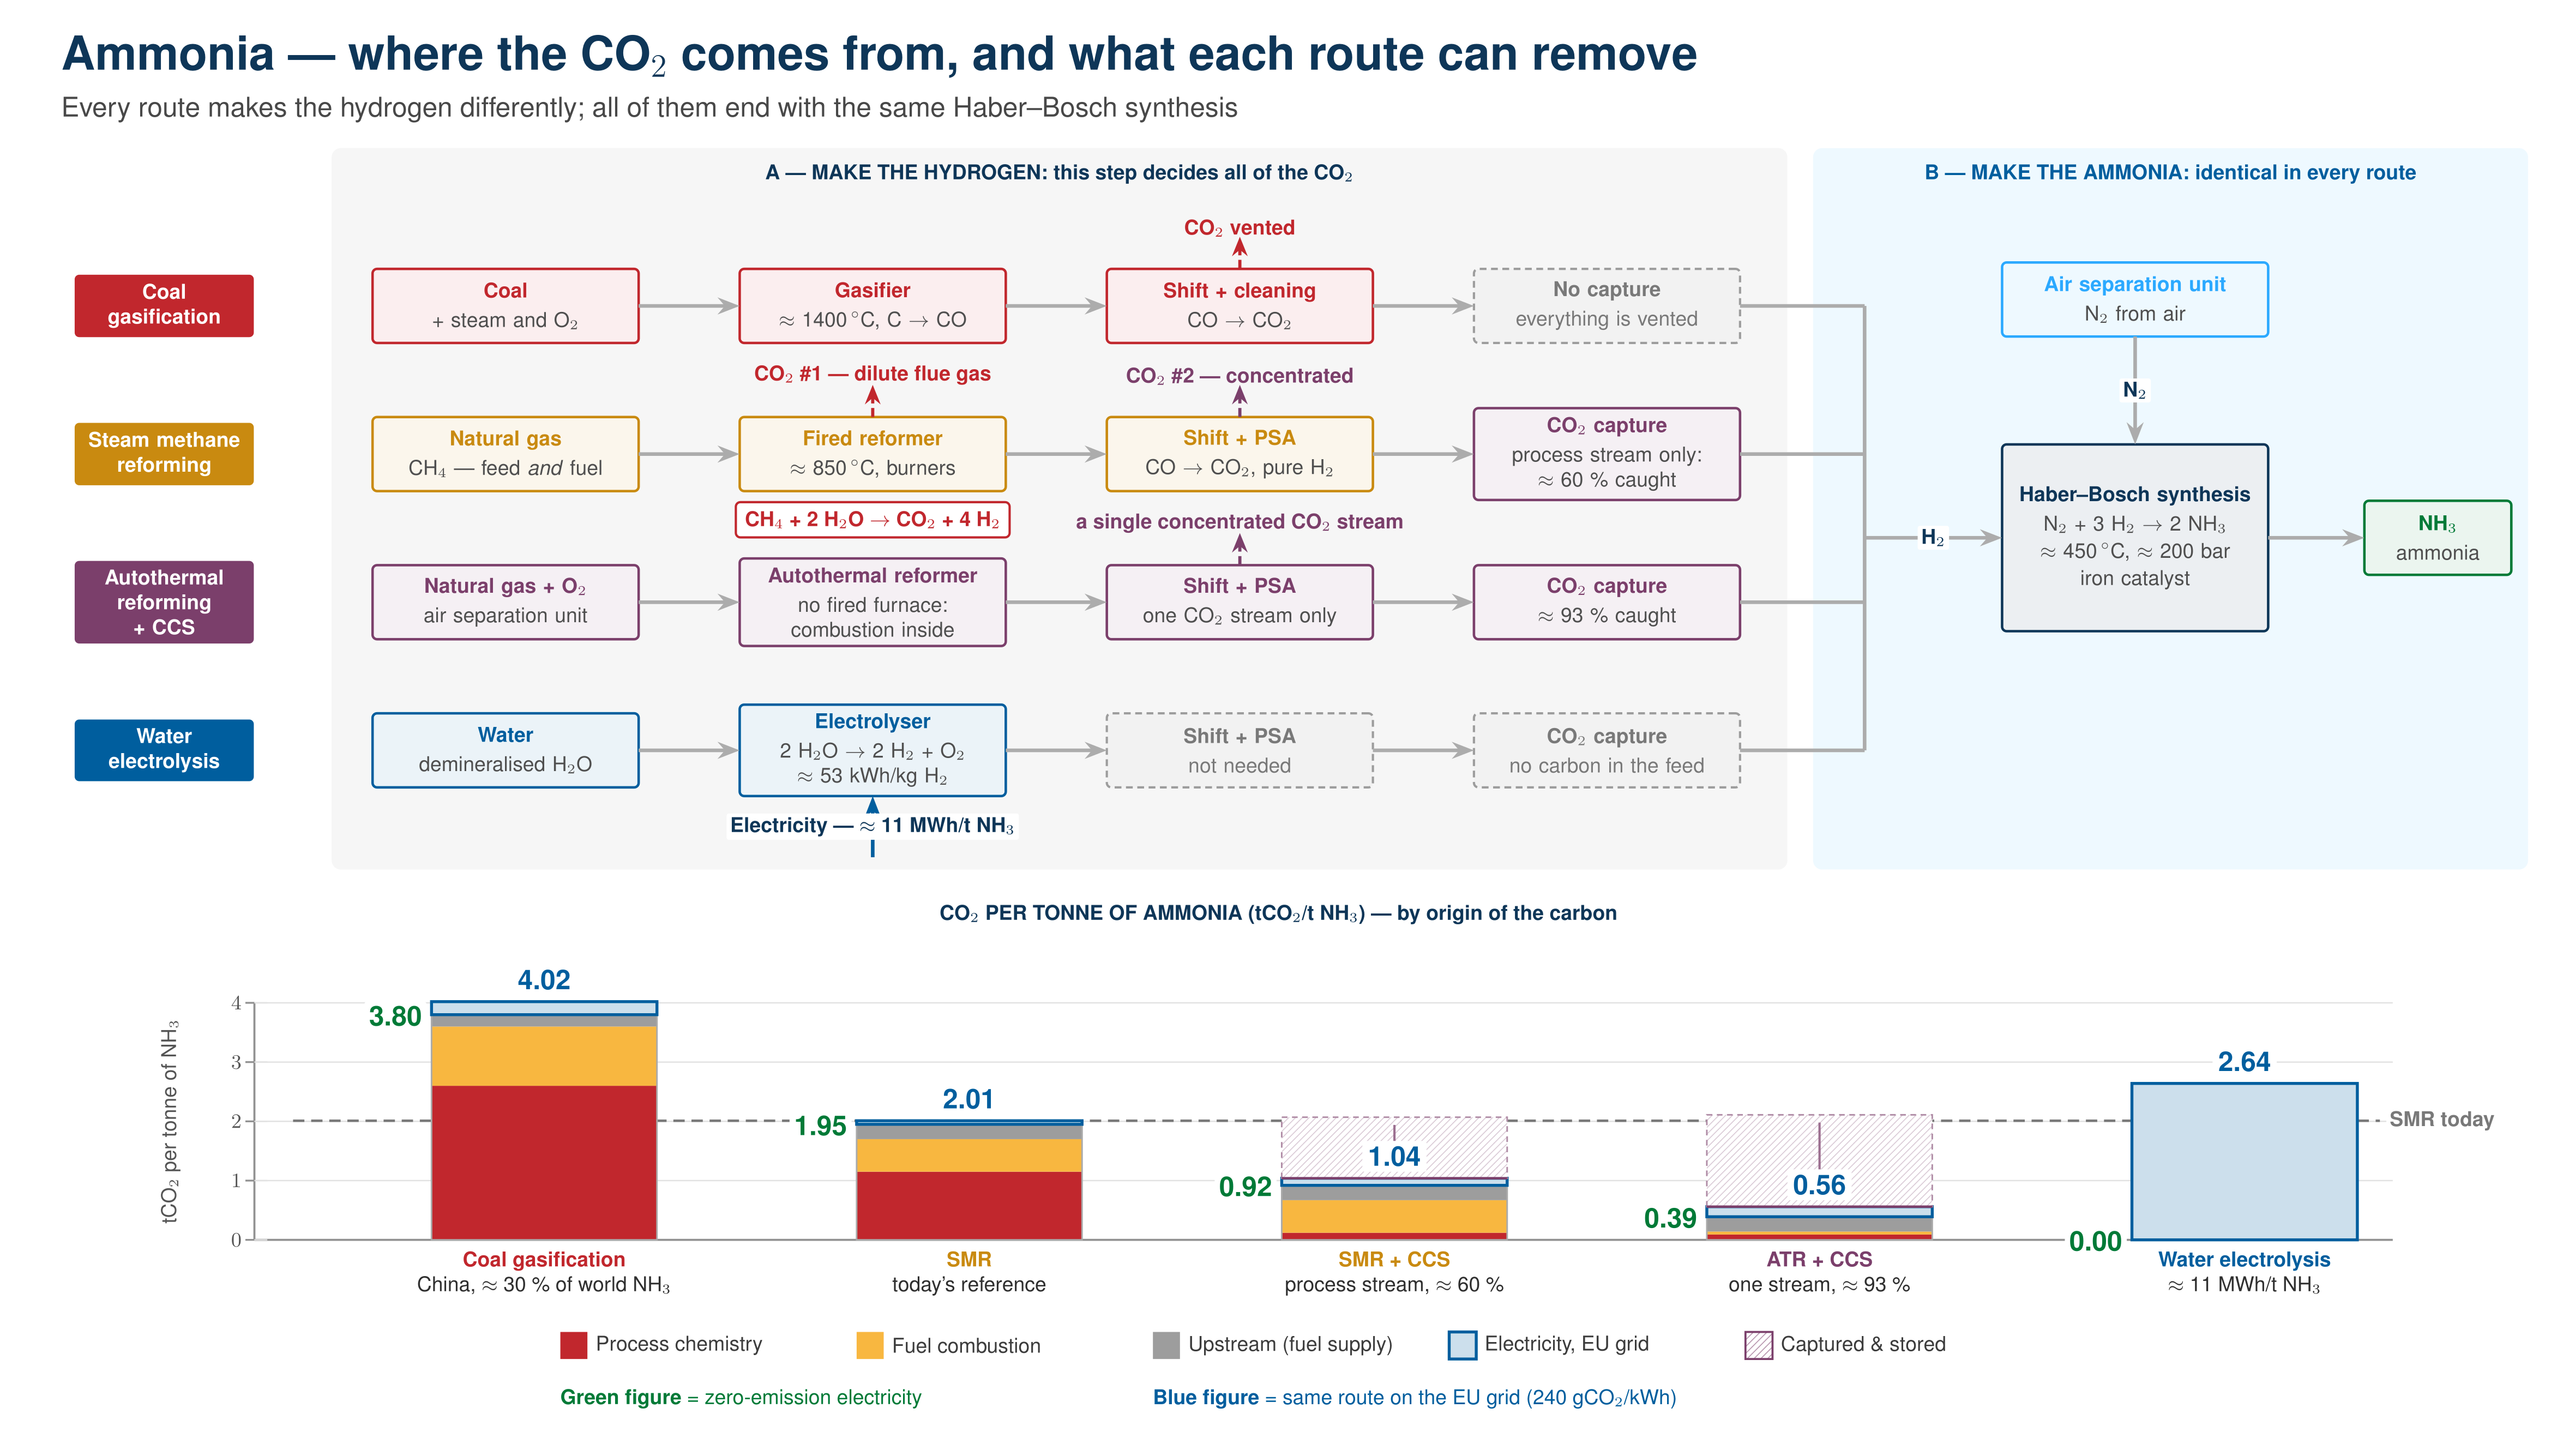 Ammonia — where the CO₂ comes from, and what each route can remove
Every route makes the hydrogen differently; all of them end with the same Haber–Bosch synthesis
A — MAKE THE HYDROGEN: this step decides all of the CO₂
B — MAKE THE AMMONIA: identical in every route
Coal
gasification
Coal
+ steam and O₂
Gasifier
≈ 1400 °C, C → CO
CO₂ vented
Shift + cleaning
CO → CO₂
No capture
everything is vented
Steam methane
reforming
Natural gas
CH₄ — feed and fuel
CO₂ #1 — dilute flue gas
Fired reformer
≈ 850 °C, burners
CH₄ + 2 H₂O → CO₂ + 4 H₂
CO₂ #2 — concentrated
Shift + PSA
CO → CO₂, pure H₂
CO₂ capture
process stream only:
≈ 60 % caught
Autothermal
reforming
+ CCS
Natural gas + O₂
air separation unit
Autothermal reformer
no fired furnace:
combustion inside
a single concentrated CO₂ stream
Shift + PSA
one CO₂ stream only
CO₂ capture
≈ 93 % caught
Water
electrolysis
Water
demineralised H₂O
Electrolyser
2 H₂O → 2 H₂ + O₂
≈ 53 kWh/kg H₂
Electricity — ≈ 11 MWh/t NH₃
Shift + PSA
not needed
CO₂ capture
no carbon in the feed
Air separation unit
N₂ from air
N₂
H₂
Haber–Bosch synthesis
N₂ + 3 H₂ → 2 NH₃
≈ 450 °C, ≈ 200 bar
iron catalyst
NH₃
ammonia
CO₂ PER TONNE OF AMMONIA (tCO₂/t NH₃) — by origin of the carbon
tCO₂ per tonne of NH₃
4
3
2
1
0
4.02
3.80
2.01
1.95
1.04
0.92
0.56
0.39
2.64
0.00
SMR today
Coal gasification
China, ≈ 30 % of world NH₃
SMR
today's reference
SMR + CCS
process stream, ≈ 60 %
ATR + CCS
one stream, ≈ 93 %
Water electrolysis
≈ 11 MWh/t NH₃
Process chemistry
Fuel combustion
Upstream (fuel supply)
Electricity, EU grid
Captured & stored
Green figure = zero-emission electricity
Blue figure = same route on the EU grid (240 gCO₂/kWh)